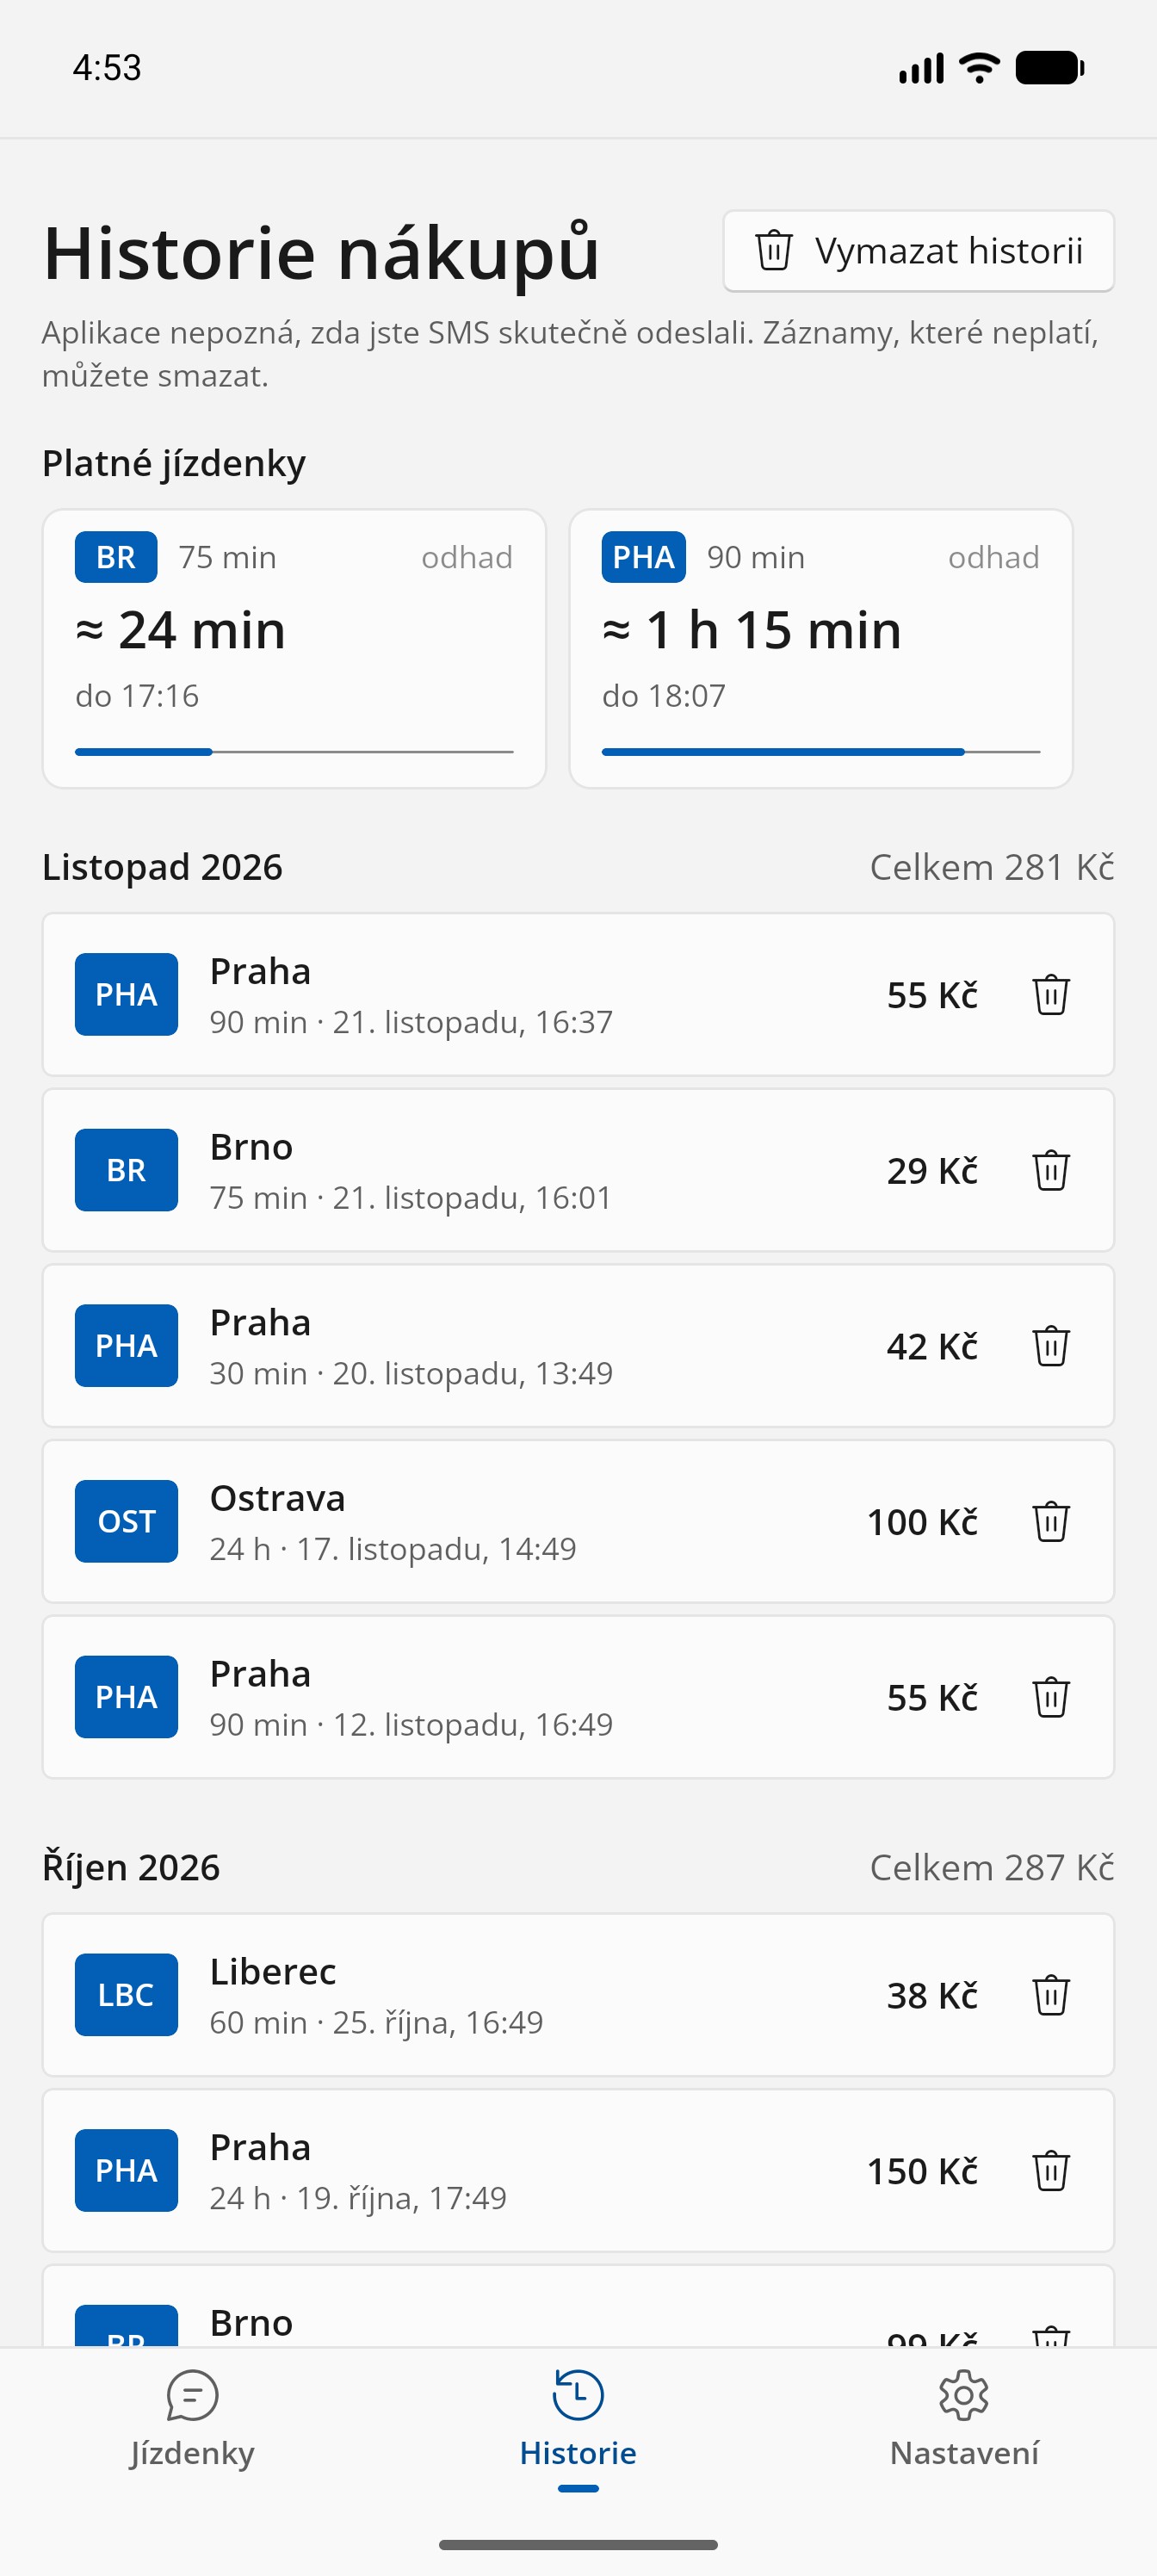 4:53
Historie nákupů
Vymazat historii
Aplikace nepozná, zda jste SMS skutečně odeslali. Záznamy, které neplatí,
můžete smazat.
Platné jízdenky
BR 75 min odhad
≈ 24 min
do 17:16
PHA 90 min odhad
≈ 1 h 15 min
do 18:07
Listopad 2026 Celkem 281 Kč
PHA
Praha
90 min · 21. listopadu, 16:37
55 Kč
BR
Brno
75 min · 21. listopadu, 16:01
29 Kč
PHA
Praha
30 min · 20. listopadu, 13:49
42 Kč
OST
Ostrava
24 h · 17. listopadu, 14:49
100 Kč
PHA
Praha
90 min · 12. listopadu, 16:49
55 Kč
Říjen 2026 Celkem 287 Kč
LBC
Liberec
60 min · 25. října, 16:49
38 Kč
PHA
Praha
24 h · 19. října, 17:49
150 Kč
BR
Brno
99 Kč
Jízdenky
Historie
Nastavení